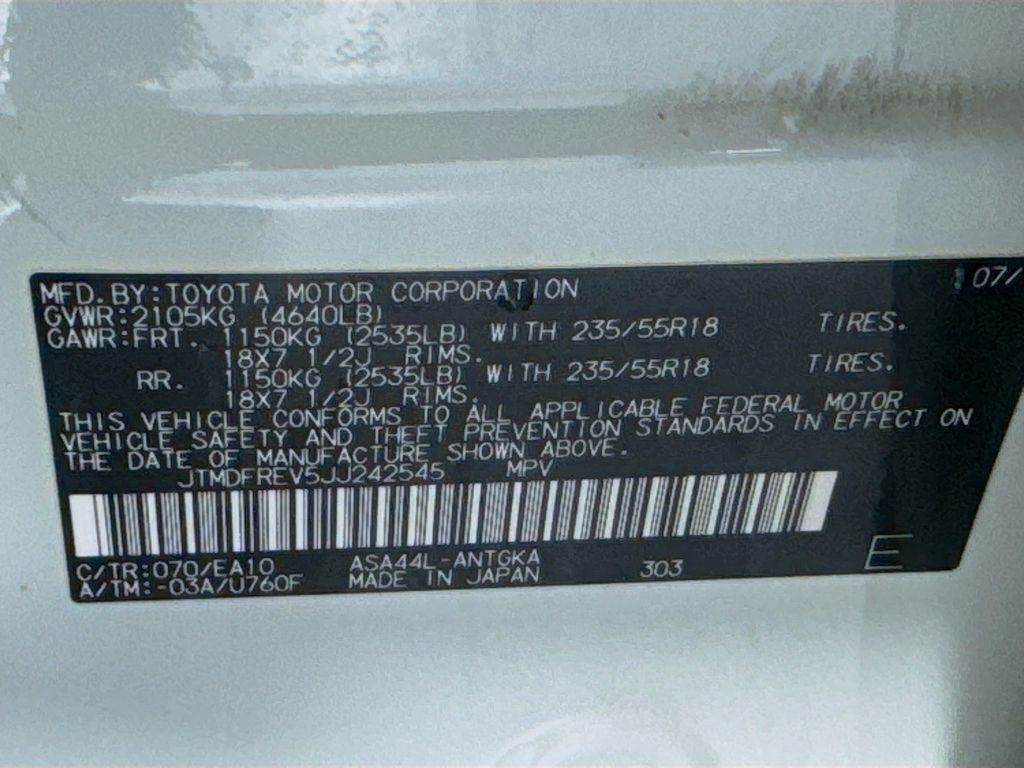 MFD. BY: TOYOTA MOTOR CORPORATION 07/
GVWR: 2105KG (4640LB)
GAWR: FRT. 1150KG (2535LB) WITH 235/55R18 TIRES.
18X7 1/2J RIMS.
RR. 1150KG (2535LB) WITH 235/55R18 TIRES.
18X7 1/2J RIMS.
THIS VEHICLE CONFORMS TO ALL APPLICABLE FEDERAL MOTOR
VEHICLE SAFETY AND THEFT PREVENTION STANDARDS IN EFFECT ON
THE DATE OF MANUFACTURE SHOWN ABOVE.
JTMDFREV5JJ242545 MPV
C/TR: 070/EA10 ASA44L-ANTGKA 303 E
A/TM: -03A/U760F MADE IN JAPAN